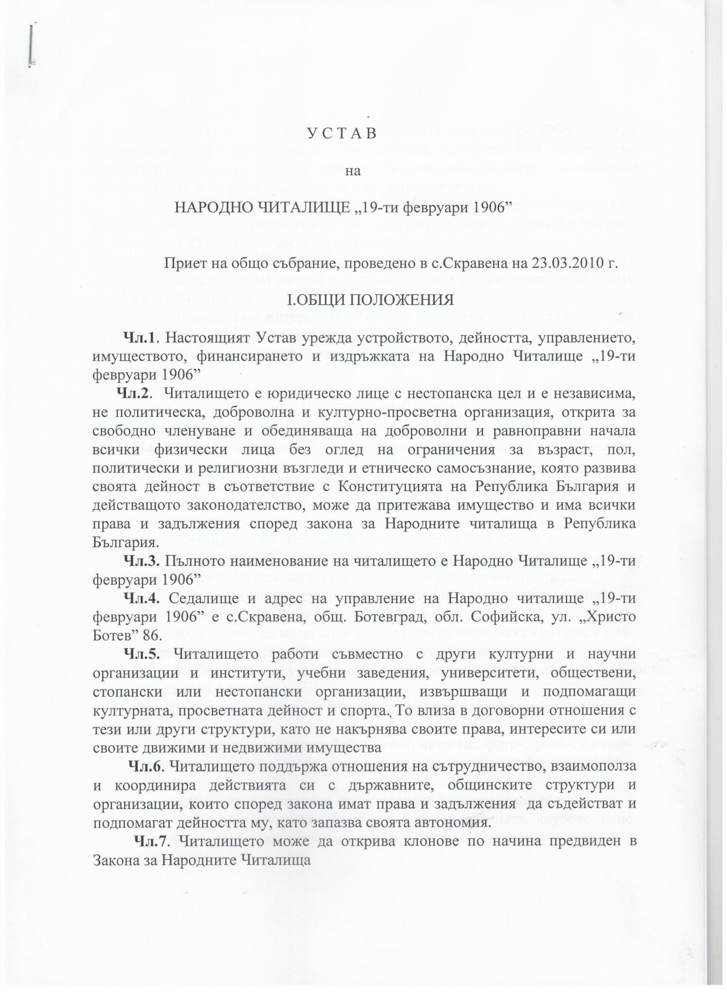 У С Т А В
на
НАРОДНО ЧИТАЛИЩЕ „19-ти февруари 1906”
Приет на общо събрание, проведено в с.Скравена на 23.03.2010 г.
I.ОБЩИ ПОЛОЖЕНИЯ
Чл.1. Настоящият Устав урежда устройството, дейността, управлението,
имуществото, финансирането и издръжката на Народно Читалище „19-ти
февруари 1906”
Чл.2. Читалището е юридическо лице с нестопанска цел и е независима,
не политическа, доброволна и културно-просветна организация, открита за
свободно членуване и обединяваща на доброволни и равноправни начала
всички физически лица без оглед на ограничения за възраст, пол,
политически и религиозни възгледи и етническо самосъзнание, която развива
своята дейност в съответствие с Конституцията на Република България и
действащото законодателство, може да притежава имущество и има всички
права и задължения според закона за Народните читалища в Република
България.
Чл.3. Пълното наименование на читалището е Народно Читалище „19-ти
февруари 1906”
Чл.4. Седалище и адрес на управление на Народно читалище „19-ти
февруари 1906” е с.Скравена, общ. Ботевград, обл. Софийска, ул. „Христо
Ботев” 86.
Чл.5. Читалището работи съвместно с други културни и научни
организации и институти, учебни заведения, университети, обществени,
стопански или нестопански организации, извършващи и подпомагащи
културната, просветната дейност и спорта. То влиза в договорни отношения с
тези или други структури, като не накърнява своите права, интересите си или
своите движими и недвижими имущества
Чл.6. Читалището поддържа отношения на сътрудничество, взаимополза
и координира действията си с държавните, общинските структури и
организации, които според закона имат права и задължения да съдействат и
подпомагат дейността му, като запазва своята автономия.
Чл.7. Читалището може да открива клонове по начина предвиден в
Закона за Народните Читалища